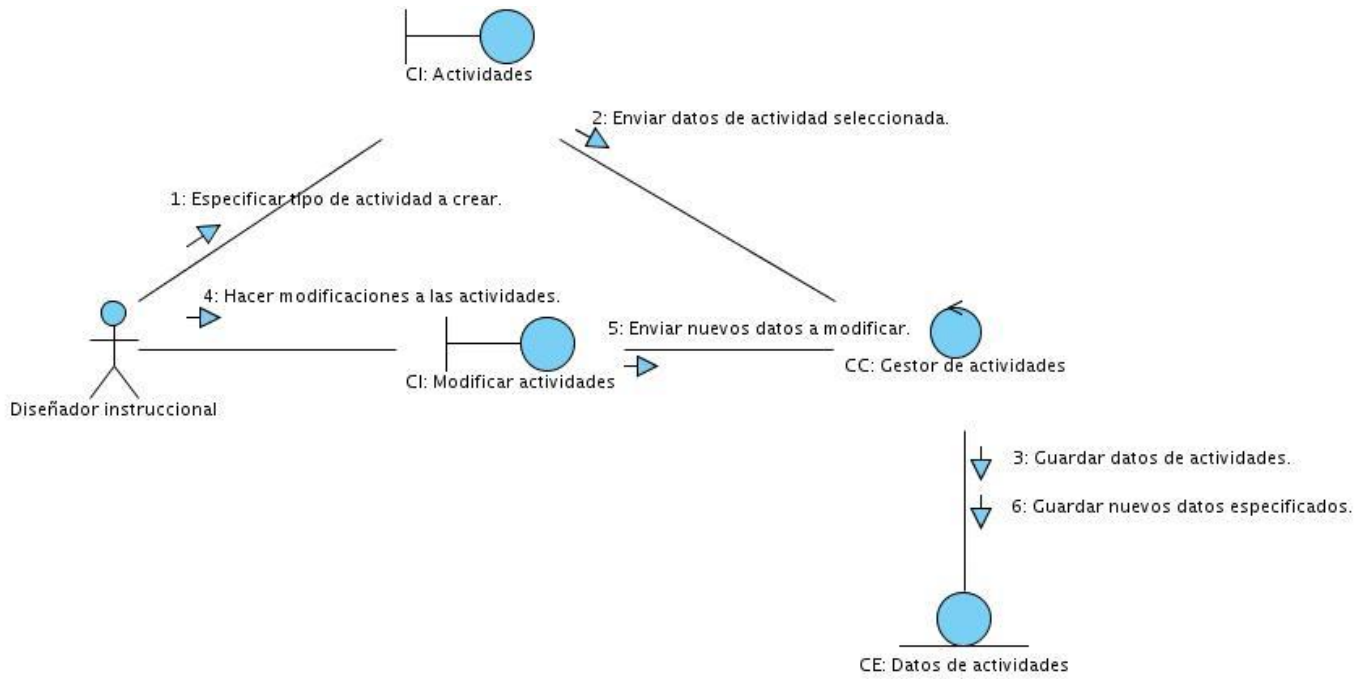 CI: Actividades
2: Enviar datos de actividad seleccionada.
1: Especificar tipo de actividad a crear.
4: Hacer modificaciones a las actividades.
5: Enviar nuevos datos a modificar.
CC: Gestor de actividades
CI: Modificar actividades
Diseñador instruccional
3: Guardar datos de actividades.
6: Guardar nuevos datos especificados.
CE: Datos de actividades